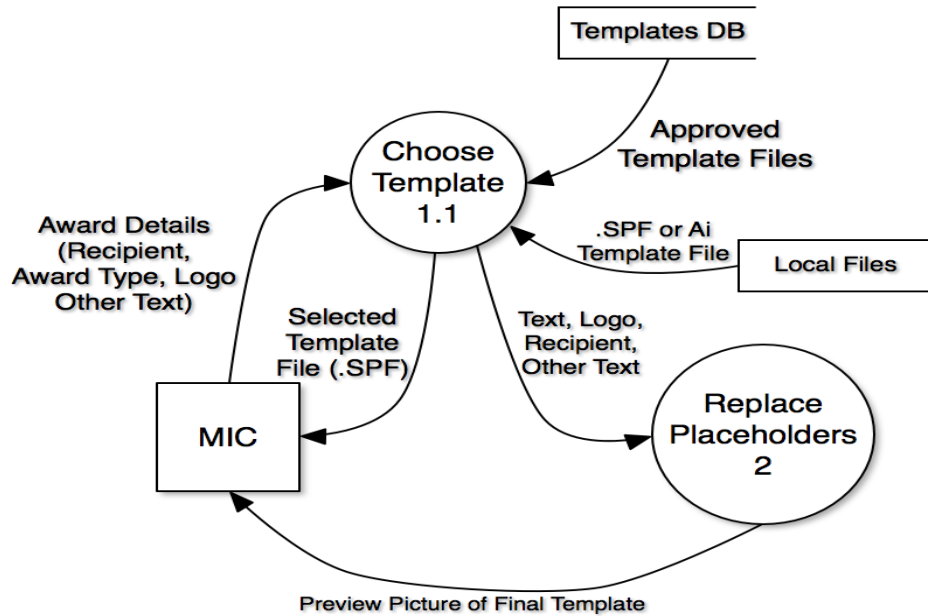 Templates DB
Approved
Template Files
Choose
Template
1.1
Award Details
(Recipient,
Award Type, Logo
Other Text)
.SPF or Ai
Template File
Local Files
Selected
Template
File (.SPF)
Text, Logo,
Recipient,
Other Text
MIC
Replace
Placeholders
2
Preview Picture of Final Template